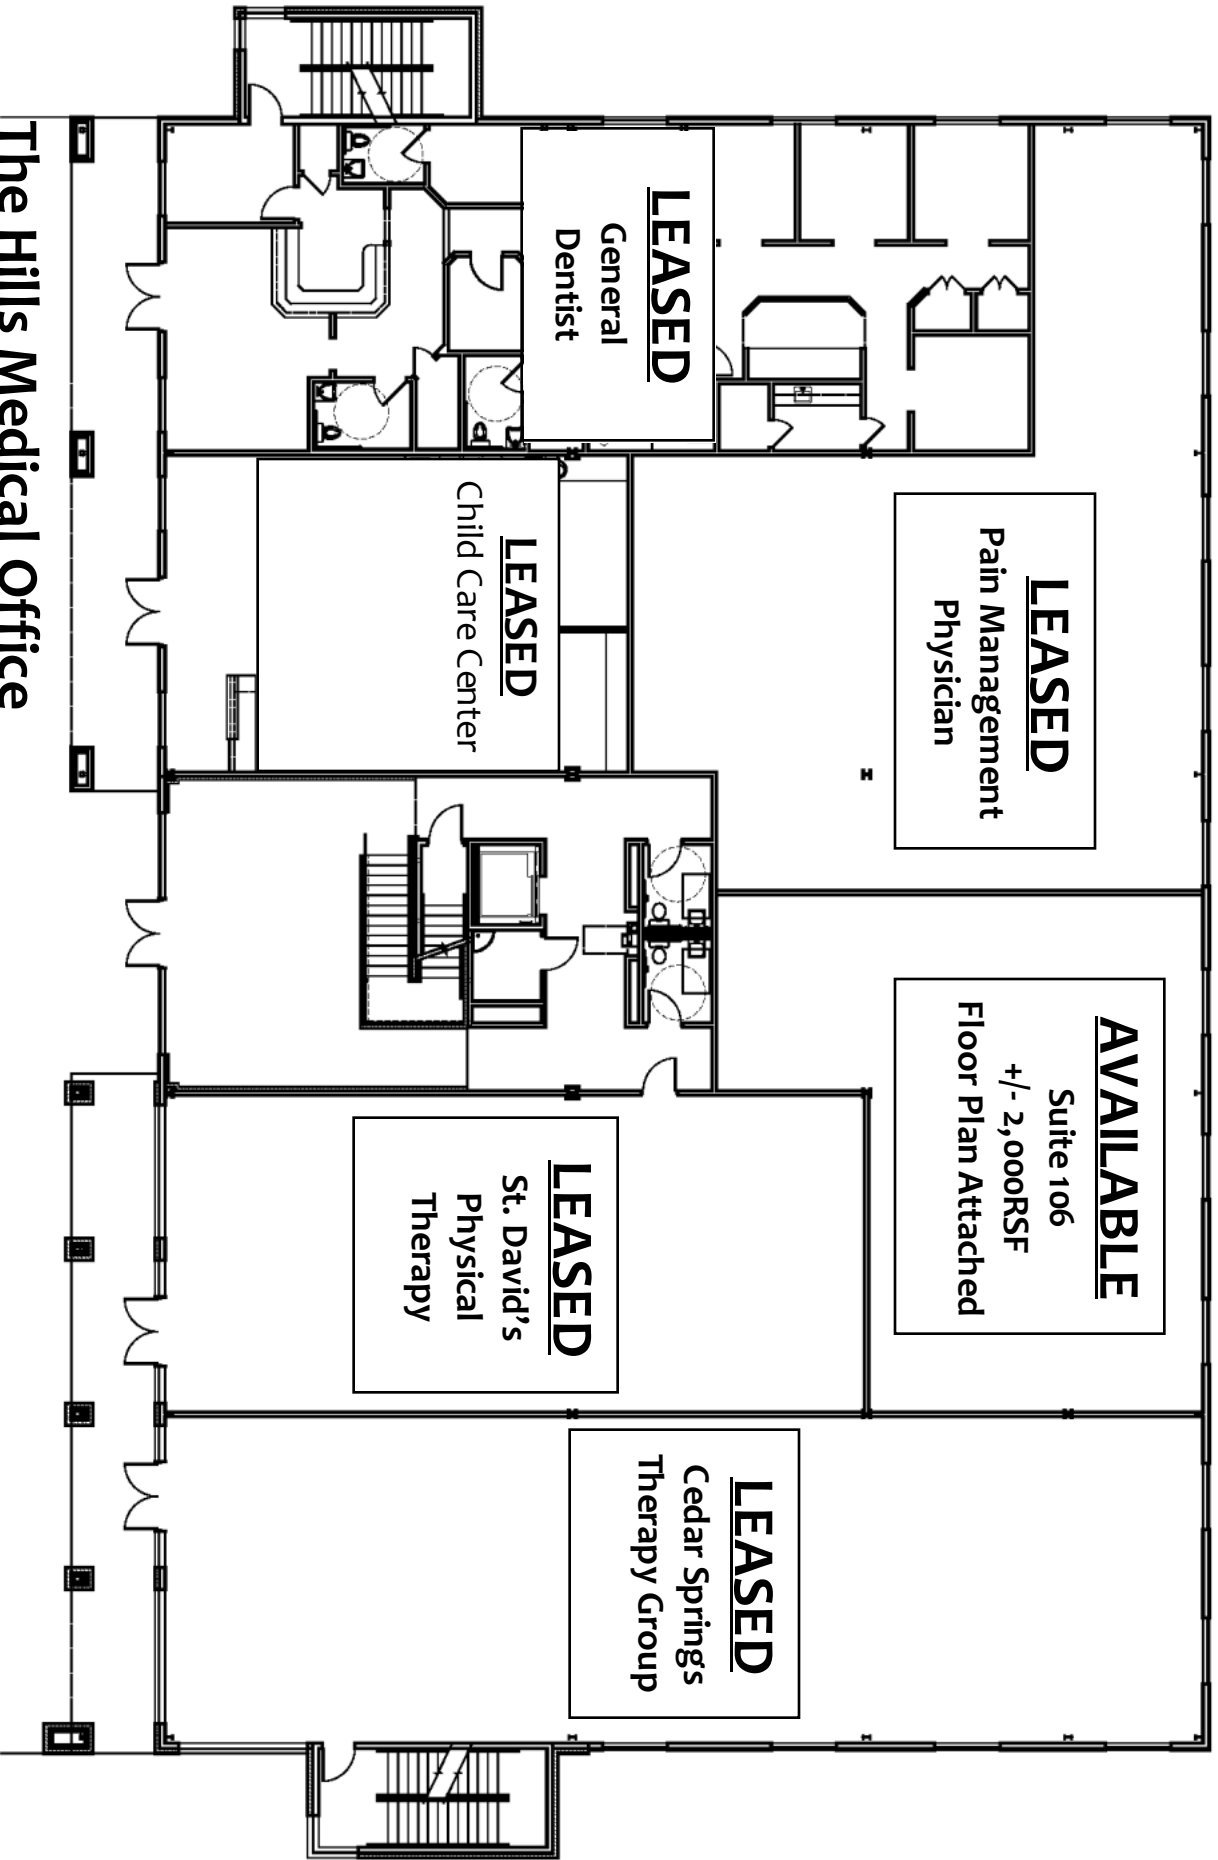 LEASED
General
Dentist
LEASED
Pain Management
Physician
LEASED
Child Care Center
AVAILABLE
Suite 106
+/- 2,000RSF
Floor Plan Attached
LEASED
St. David's
Physical
Therapy
LEASED
Cedar Springs
Therapy Group
The Hills Medical Office